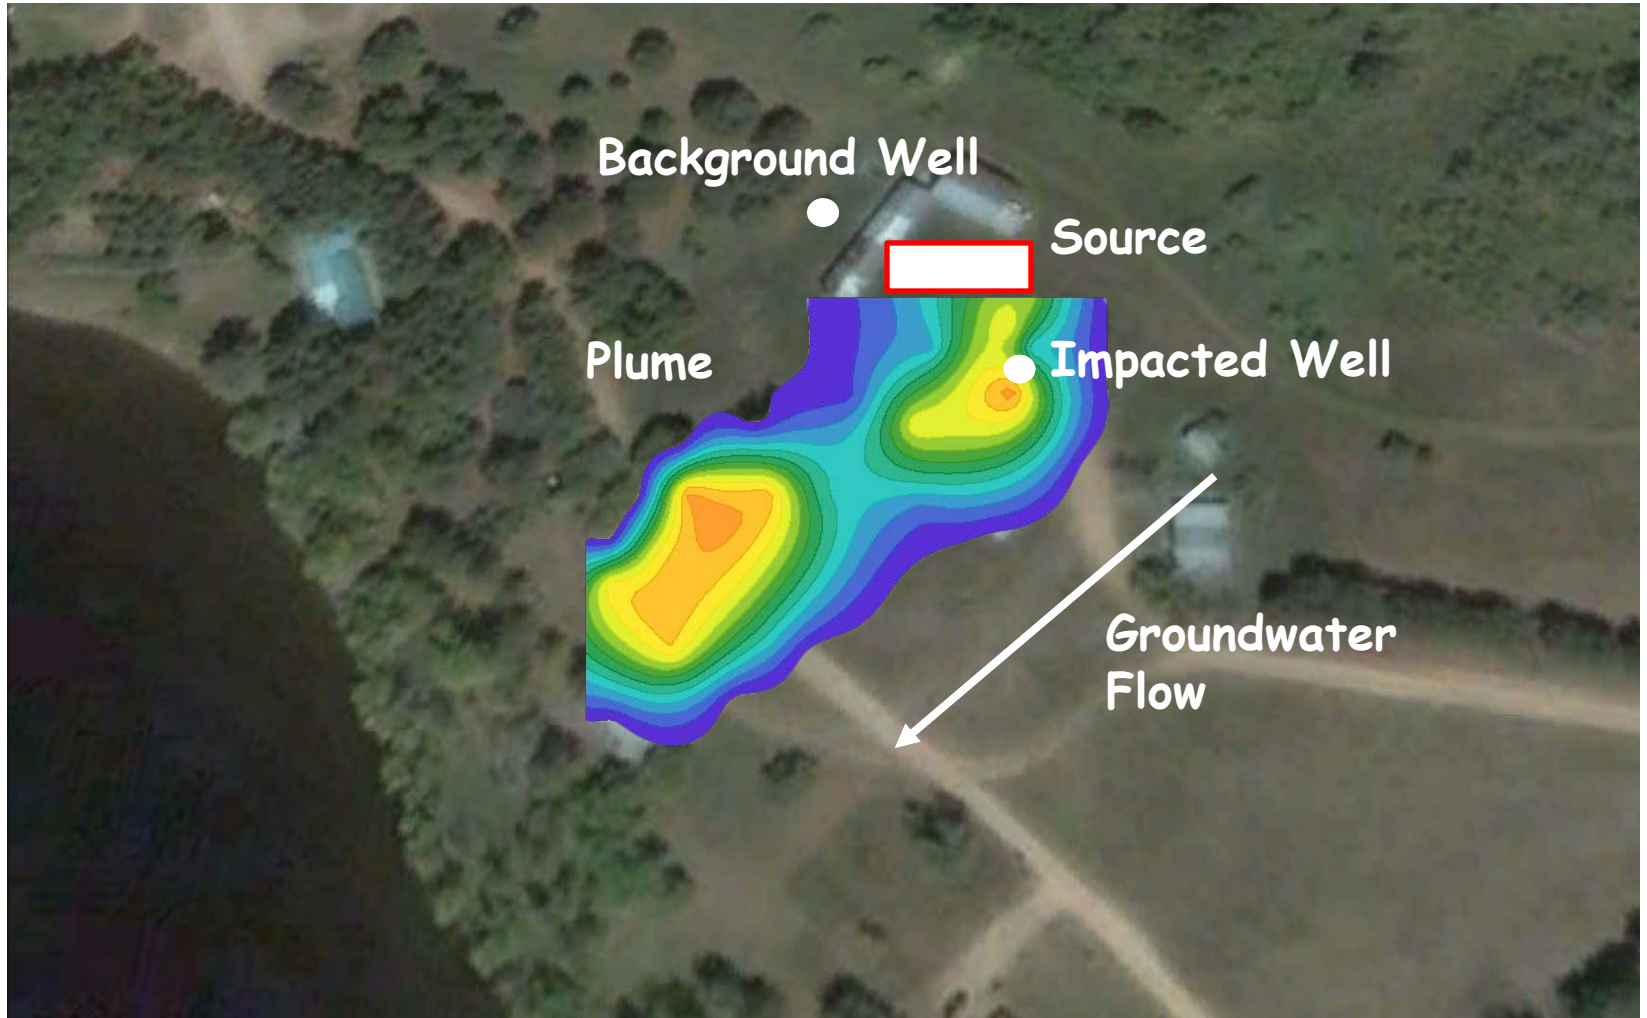 Background Well
Source
Plume
Impacted Well
Groundwater
Flow